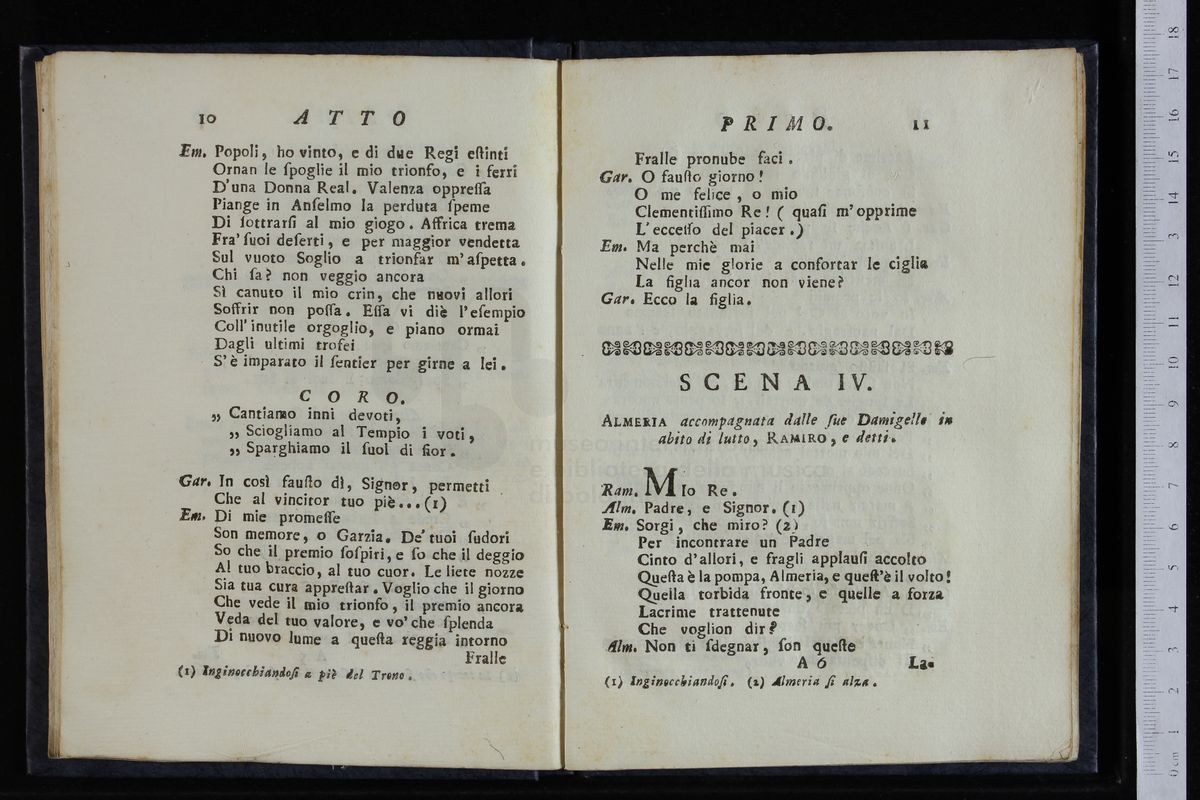 10 ATTO
Em. Popoli, ho vinto, e di due Regi eſtinti
Ornan le ſpoglie il mio trionfo, e i ferri
D'una Donna Real. Valenza oppreſſa
Piange in Anſelmo la perduta ſpeme
Di ſottrarſi al mio giogo. Affrica trema
Fra' ſuoi deſerti, e per maggior vendetta
Sul vuoto Soglio a trionfar m'aſpetta.
Chi ſa? non veggio ancora
Sì canuto il mio crin, che nuovi allori
Soffrir non poſſa. Eſſa vi diè l'eſempio
Coll'inutile orgoglio, e piano ormai
Dagli ultimi trofei
S'è imparato il ſentier per girne a lei.
CORO.
„ Cantiamo inni devoti,
„ Sciogliamo al Tempio i voti,
„ Sparghiamo il ſuol di fior.
Gar. In così fauſto dì, Signor, permetti
Che al vincitor tuo piè...(1)
Em. Di mie promeſſe
Son memore, o Garzia. De' tuoi ſudori
So che il premio ſoſpiri, e ſo che il deggio
Al tuo braccio, al tuo cuor. Le liete nozze
Sia tua cura appreſtar. Voglio che il giorno
Che vede il mio trionfo, il premio ancora
Veda del tuo valore, e vo' che ſplenda
Di nuovo lume a queſta reggia intorno
Fralle
(1) Inginocchiandoſi a piè del Trono.
PRIMO. 11
Fralle pronube faci.
Gar. O fauſto giorno!
O me felice, o mio
Clementiſſimo Re! ( quaſi m'opprime
L'ecceſſo del piacer.)
Em. Ma perchè mai
Nelle mie glorie a confortar le ciglia
La figlia ancor non viene?
Gar. Ecco la figlia.
SCENA IV.
ALMERIA accompagnata dalle ſue Damigelle in
abito di lutto, RAMIRO, e detti.
Ram. MIo Re.
Alm. Padre, e Signor. (1)
Em. Sorgi, che miro? (2)
Per incontrare un Padre
Cinto d'allori, e fragli applauſi accolto
Queſta è la pompa, Almeria, e queſt'è il volto!
Quella torbida fronte, e quelle a forza
Lacrime trattenute
Che voglion dir?
Alm. Non ti ſdegnar, ſon queſte
A 6 La-
(1) Inginocchiandoſi. (2) Almeria ſi alza.